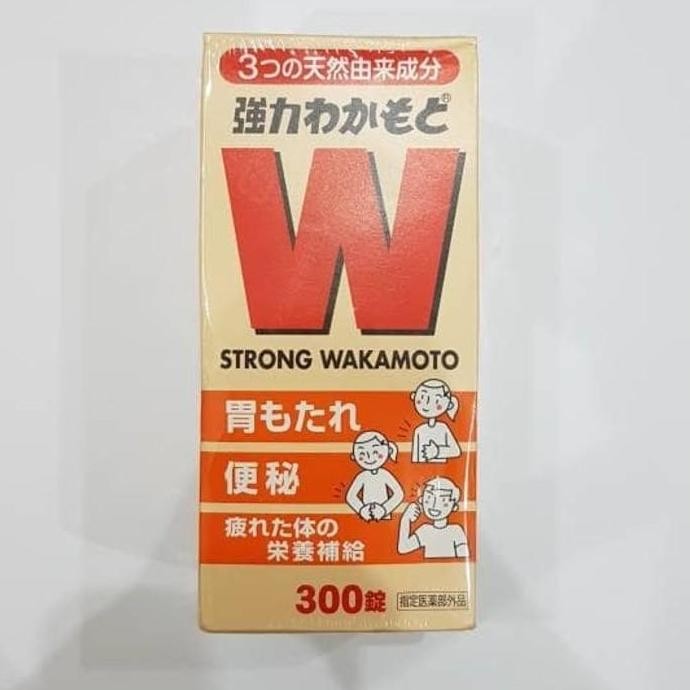 3つの天然由来成分
強力わかもと®
W
STRONG WAKAMOTO
胃もたれ
便秘
疲れた体の
栄養補給
300錠
指定医薬部外品